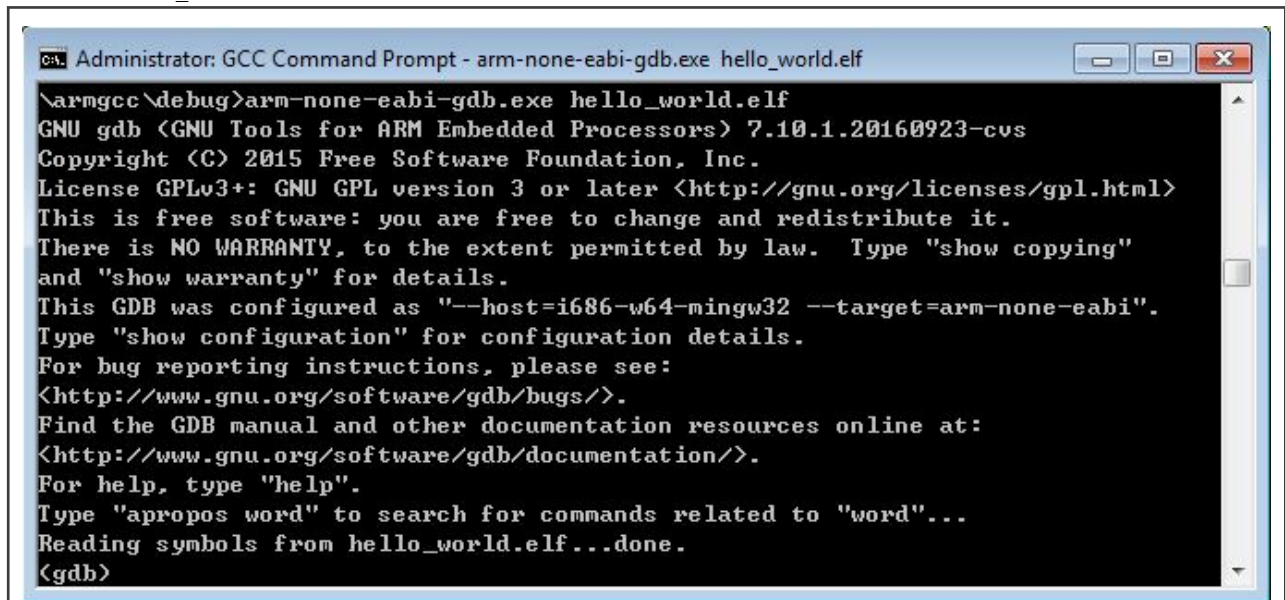 Administrator: GCC Command Prompt - arm-none-eabi-gdb.exe hello_world.elf
\armgcc\debug>arm-none-eabi-gdb.exe hello_world.elf
GNU gdb (GNU Tools for ARM Embedded Processors) 7.10.1.20160923-cvs
Copyright (C) 2015 Free Software Foundation, Inc.
License GPLv3+: GNU GPL version 3 or later <http://gnu.org/licenses/gpl.html>
This is free software: you are free to change and redistribute it.
There is NO WARRANTY, to the extent permitted by law.  Type "show copying"
and "show warranty" for details.
This GDB was configured as "--host=i686-w64-mingw32 --target=arm-none-eabi".
Type "show configuration" for configuration details.
For bug reporting instructions, please see:
<http://www.gnu.org/software/gdb/bugs/>.
Find the GDB manual and other documentation resources online at:
<http://www.gnu.org/software/gdb/documentation/>.
For help, type "help".
Type "apropos word" to search for commands related to "word"...
Reading symbols from hello_world.elf...done.
(gdb)